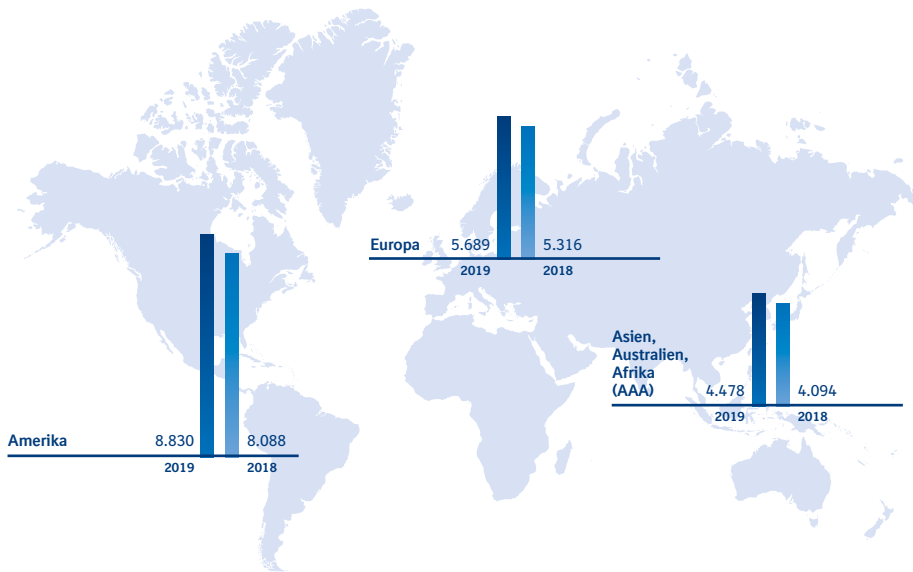 Europa 5.689 5.316
2019 2018
Asien,
Australien,
Afrika
(AAA) 4.478 4.094
2019 2018
Amerika 8.830 8.088
2019 2018